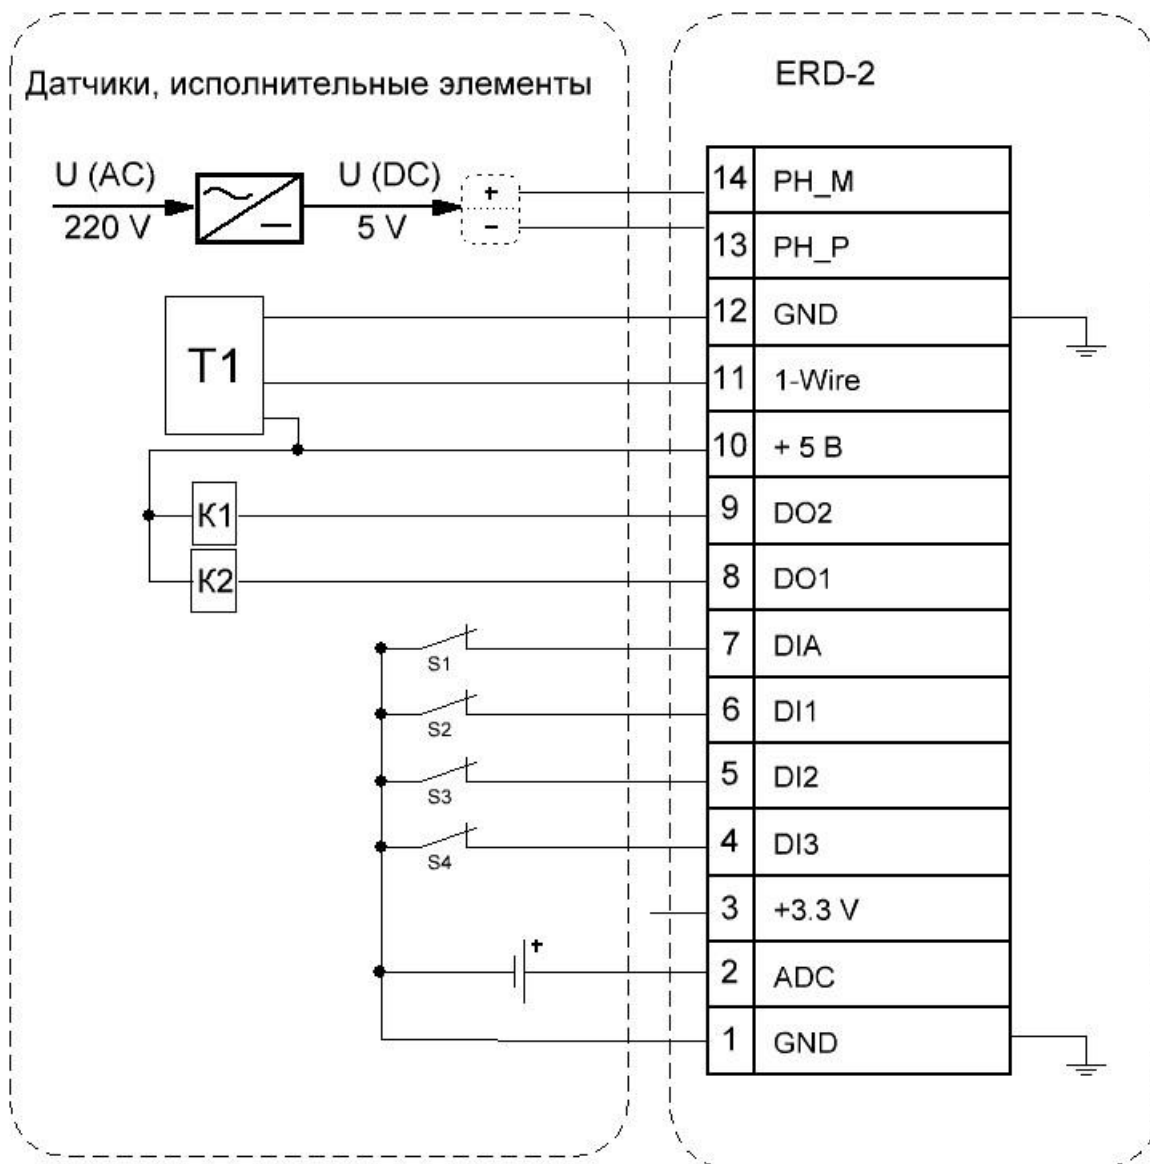 Датчики, исполнительные элементы
ERD-2
U (AC)
220 V
U (DC)
5 V
+
−
14 PH_M
13 PH_P
12 GND
T1
11 1-Wire
10 + 5 В
K1
9 DO2
K2
8 DO1
S1
7 DIA
S2
6 DI1
S3
5 DI2
S4
4 DI3
3 +3.3 V
+
2 ADC
1 GND